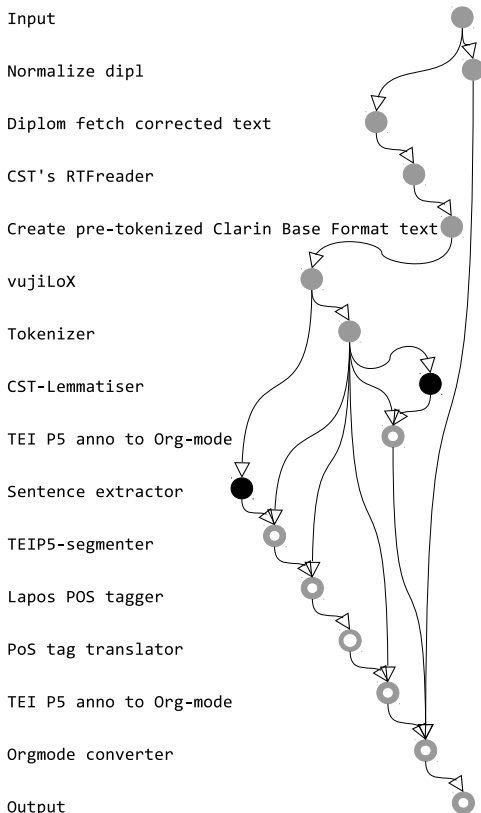 Input
Normalize dipl
Diplom fetch corrected text
CST's RTFreader
Create pre-tokenized Clarin Base Format text
vujiLoX
Tokenizer
CST-Lemmatiser
TEI P5 anno to Org-mode
Sentence extractor
TEIP5-segmenter
Lapos POS tagger
PoS tag translator
TEI P5 anno to Org-mode
Orgmode converter
Output